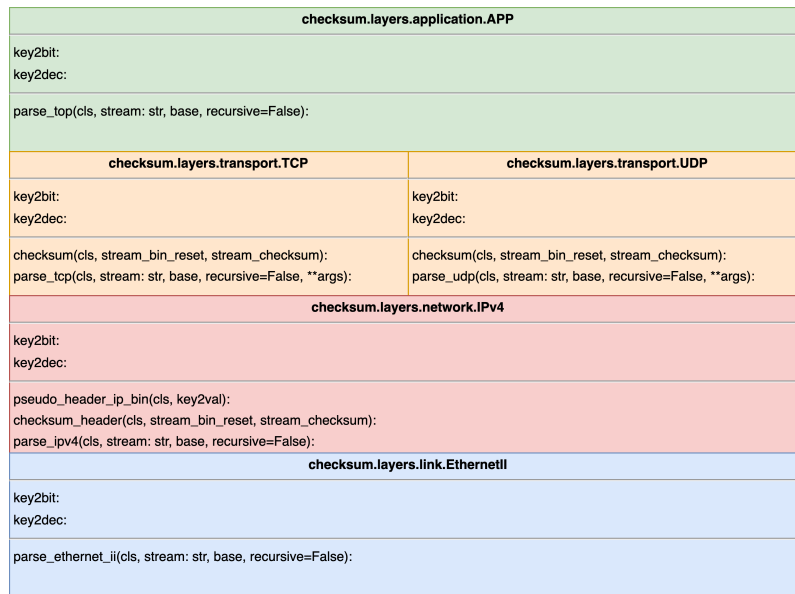 checksum.layers.application.APP
key2bit:
key2dec:
parse_top(cls, stream: str, base, recursive=False):
checksum.layers.transport.TCP
key2bit:
key2dec:
checksum(cls, stream_bin_reset, stream_checksum):
parse_tcp(cls, stream: str, base, recursive=False, **args):
checksum.layers.transport.UDP
key2bit:
key2dec:
checksum(cls, stream_bin_reset, stream_checksum):
parse_udp(cls, stream: str, base, recursive=False, **args):
checksum.layers.network.IPv4
key2bit:
key2dec:
pseudo_header_ip_bin(cls, key2val):
checksum_header(cls, stream_bin_reset, stream_checksum):
parse_ipv4(cls, stream: str, base, recursive=False):
checksum.layers.link.EthernetII
key2bit:
key2dec:
parse_ethernet_ii(cls, stream: str, base, recursive=False):